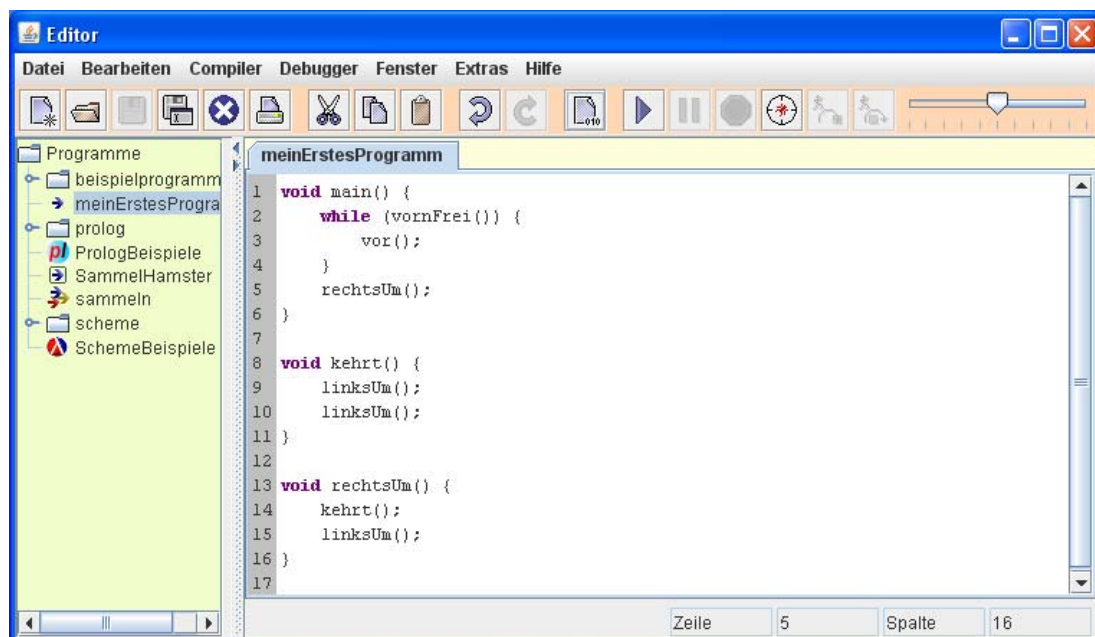 Editor
Datei Bearbeiten Compiler Debugger Fenster Extras Hilfe
010
Programme
beispielprogramm
meinErstesProgra
prolog
pl PrologBeispiele
SammelHamster
sammeln
scheme
SchemeBeispiele
meinErstesProgramm
1 void main() {
2     while (vornFrei()) {
3         vor();
4     }
5     rechtsUm();
6 }
7
8 void kehrt() {
9     linksUm();
10     linksUm();
11 }
12
13 void rechtsUm() {
14     kehrt();
15     linksUm();
16 }
17
Zeile 5 Spalte 16